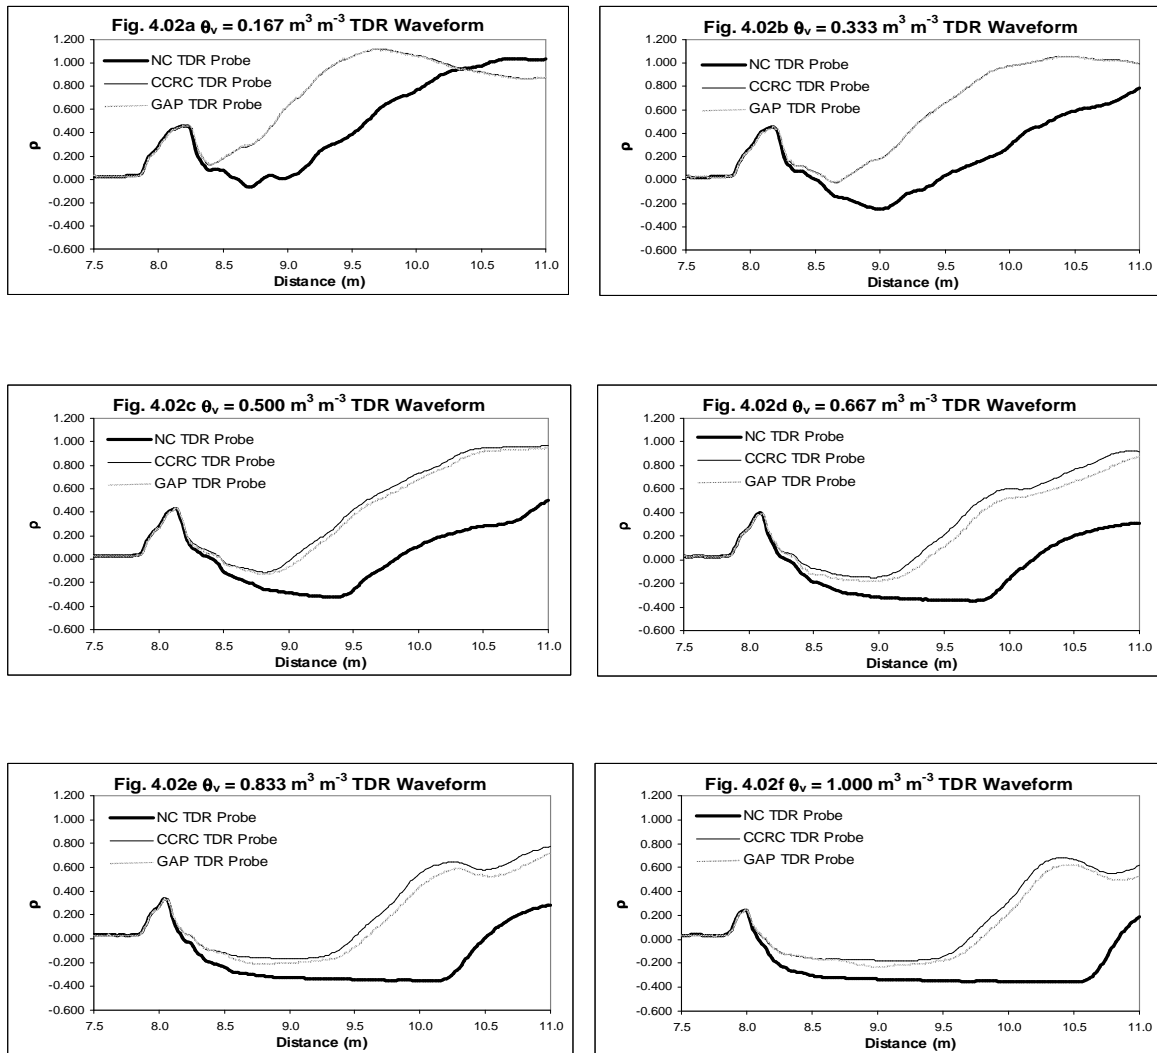 Fig. 4.02a θv = 0.167 m³ m⁻³ TDR Waveform
1.200
1.000
0.800
0.600
0.400
0.200
0.000
-0.200
-0.400
-0.600
ρ
NC TDR Probe
CCRC TDR Probe
GAP TDR Probe
7.5 8.0 8.5 9.0 9.5 10.0 10.5 11.0
Distance (m)
Fig. 4.02b θv = 0.333 m³ m⁻³ TDR Waveform
1.200
1.000
0.800
0.600
0.400
0.200
0.000
-0.200
-0.400
-0.600
ρ
NC TDR Probe
CCRC TDR Probe
GAP TDR Probe
7.5 8.0 8.5 9.0 9.5 10.0 10.5 11.0
Distance (m)
Fig. 4.02c θv = 0.500 m³ m⁻³ TDR Waveform
1.200
1.000
0.800
0.600
0.400
0.200
0.000
-0.200
-0.400
-0.600
ρ
NC TDR Probe
CCRC TDR Probe
GAP TDR Probe
7.5 8.0 8.5 9.0 9.5 10.0 10.5 11.0
Distance (m)
Fig. 4.02d θv = 0.667 m³ m⁻³ TDR Waveform
1.200
1.000
0.800
0.600
0.400
0.200
0.000
-0.200
-0.400
-0.600
ρ
NC TDR Probe
CCRC TDR Probe
GAP TDR Probe
7.5 8.0 8.5 9.0 9.5 10.0 10.5 11.0
Distance (m)
Fig. 4.02e θv = 0.833 m³ m⁻³ TDR Waveform
1.200
1.000
0.800
0.600
0.400
0.200
0.000
-0.200
-0.400
-0.600
ρ
NC TDR Probe
CCRC TDR Probe
GAP TDR Probe
7.5 8.0 8.5 9.0 9.5 10.0 10.5 11.0
Distance (m)
Fig. 4.02f θv = 1.000 m³ m⁻³ TDR Waveform
1.200
1.000
0.800
0.600
0.400
0.200
0.000
-0.200
-0.400
-0.600
ρ
NC TDR Probe
CCRC TDR Probe
GAP TDR Probe
7.5 8.0 8.5 9.0 9.5 10.0 10.5 11.0
Distance (m)